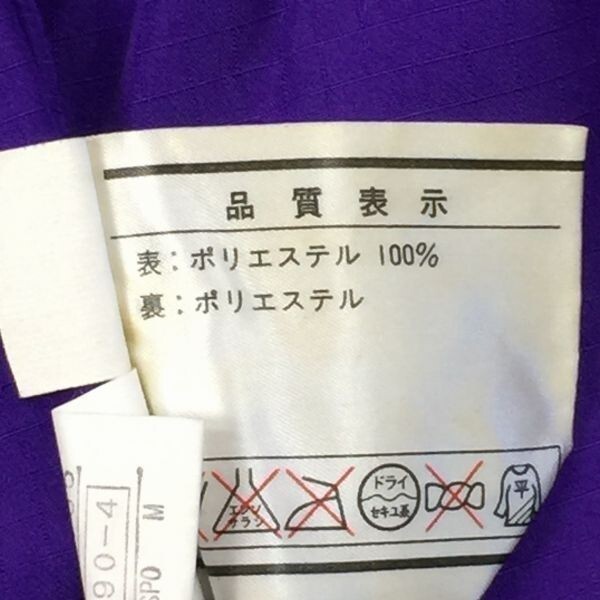 品質表示
表：ポリエステル 100%
裏：ポリエステル
エンソ
サラシ
ドライ
セキユ系
平
90-4
SPO M